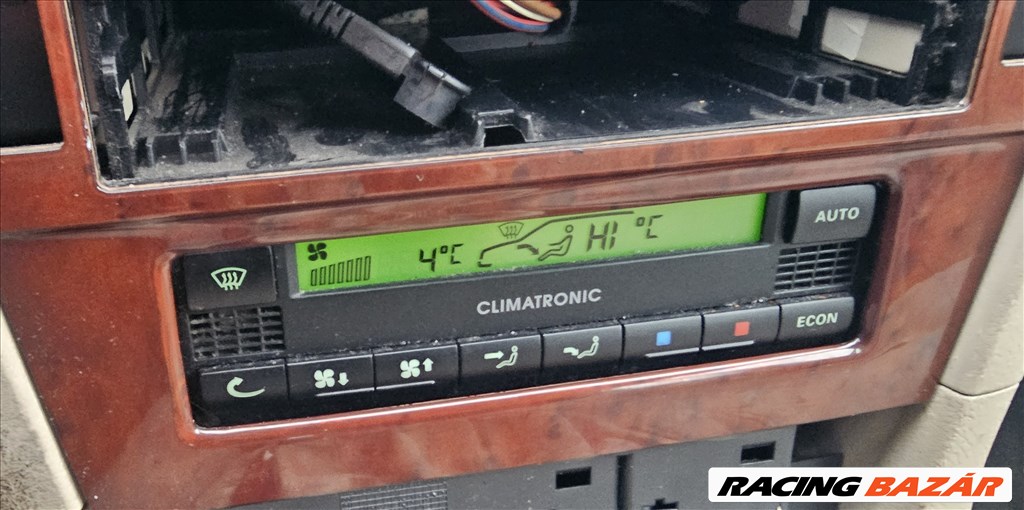 AUTO
4°C HI °C
CLIMATRONIC
ECON
RACING BAZÁR